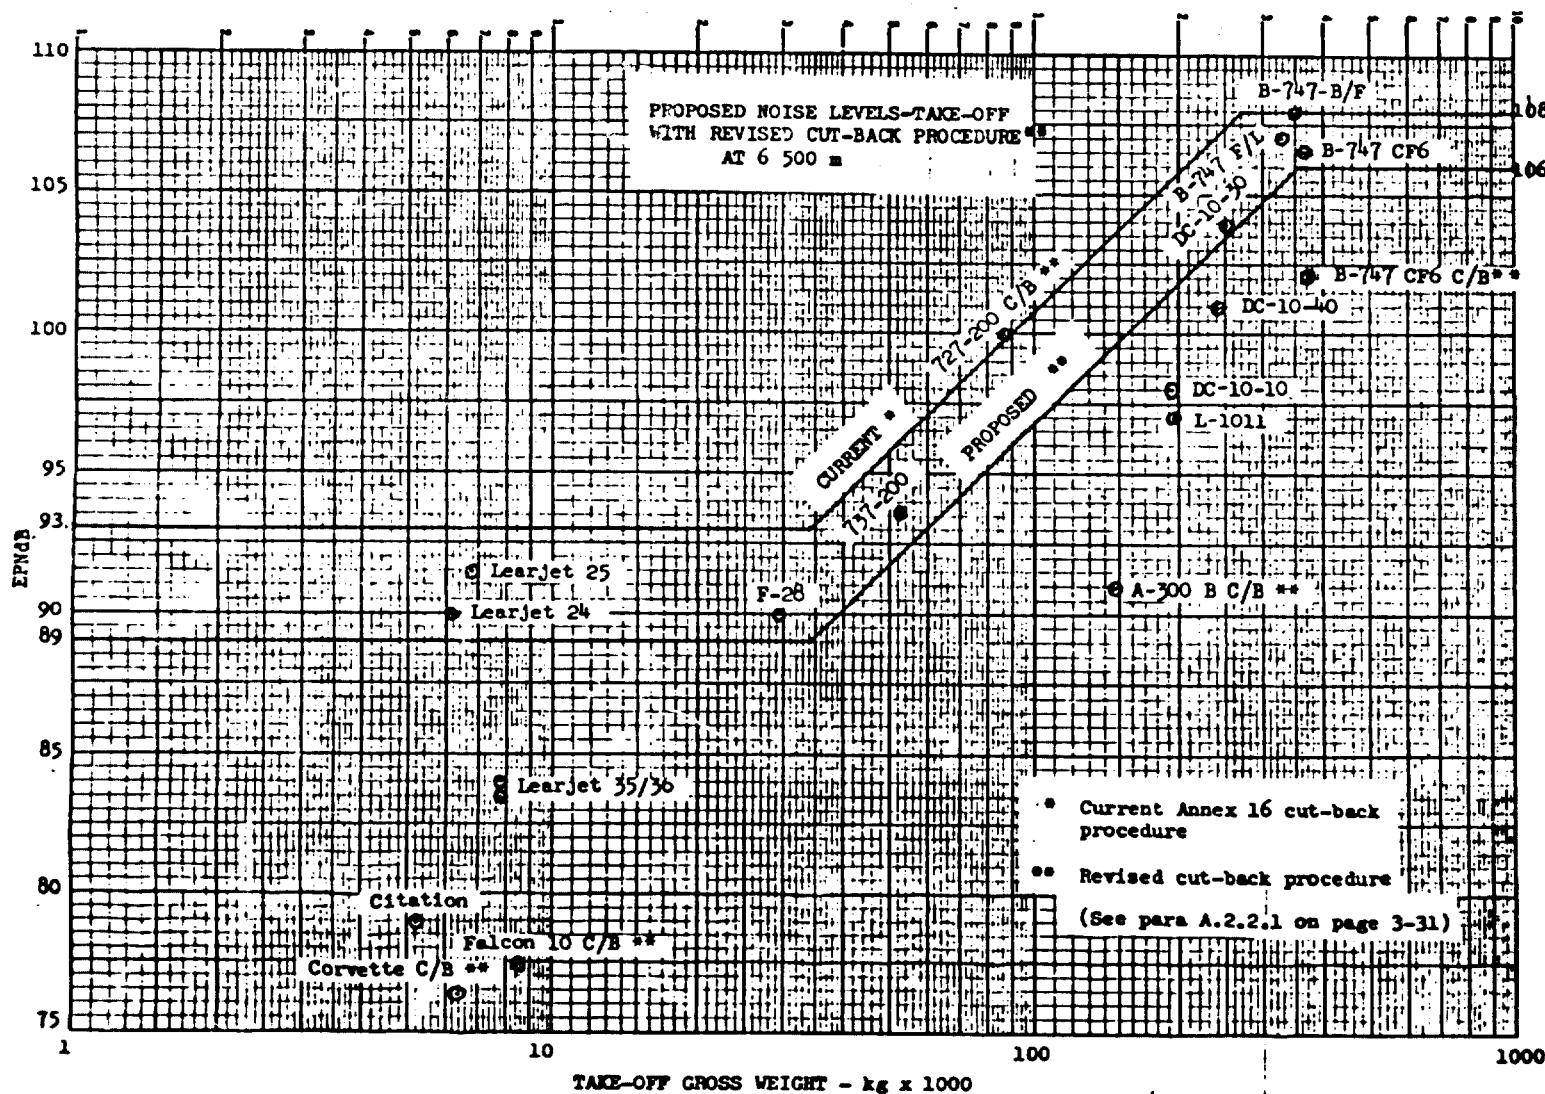 110
PROPOSED NOISE LEVELS-TAKE-OFF
WITH REVISED CUT-BACK PROCEDURE **
AT 6 500 m
B-747-B/F
108
B-747 F/L
B-747 CF6
106
105
DC-10-30
B-747 CF6 C/B**
DC-10-40
727-200 C/B **
100
PROPOSED **
DC-10-10
L-1011
CURRENT *
95
737-200
93
EPNdB
Learjet 25
F-28
A-300 B C/B **
90
Learjet 24
89
85
Learjet 35/36
* Current Annex 16 cut-back
procedure
** Revised cut-back procedure
(See para A.2.2.1 on page 3-31)
80
Citation
Falcon 10 C/B **
Corvette C/B **
75
1 10 100 1000
TAKE-OFF GROSS WEIGHT - kg x 1000